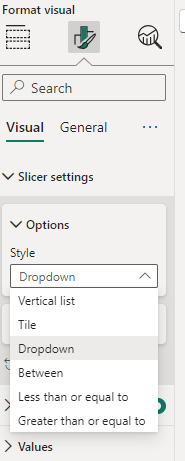 Format visual
Search
Visual
General
...
Slicer settings
Options
Style
Dropdown
Vertical list
Tile
Dropdown
Between
Less than or equal to
Greater than or equal to
Values